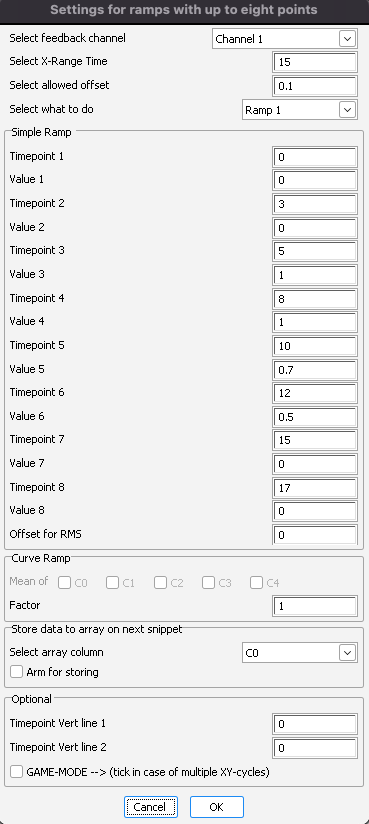 Settings for ramps with up to eight points
Select feedback channel Channel 1
Select X-Range Time 15
Select allowed offset 0.1
Select what to do Ramp 1
Simple Ramp
Timepoint 1 0
Value 1 0
Timepoint 2 3
Value 2 0
Timepoint 3 5
Value 3 1
Timepoint 4 8
Value 4 1
Timepoint 5 10
Value 5 0.7
Timepoint 6 12
Value 6 0.5
Timepoint 7 15
Value 7 0
Timepoint 8 17
Value 8 0
Offset for RMS 0
Curve Ramp
Mean of C0 C1 C2 C3 C4
Factor 1
Store data to array on next snippet
Select array column C0
Arm for storing
Optional
Timepoint Vert line 1 0
Timepoint Vert line 2 0
GAME-MODE --> (tick in case of multiple XY-cycles)
Cancel OK